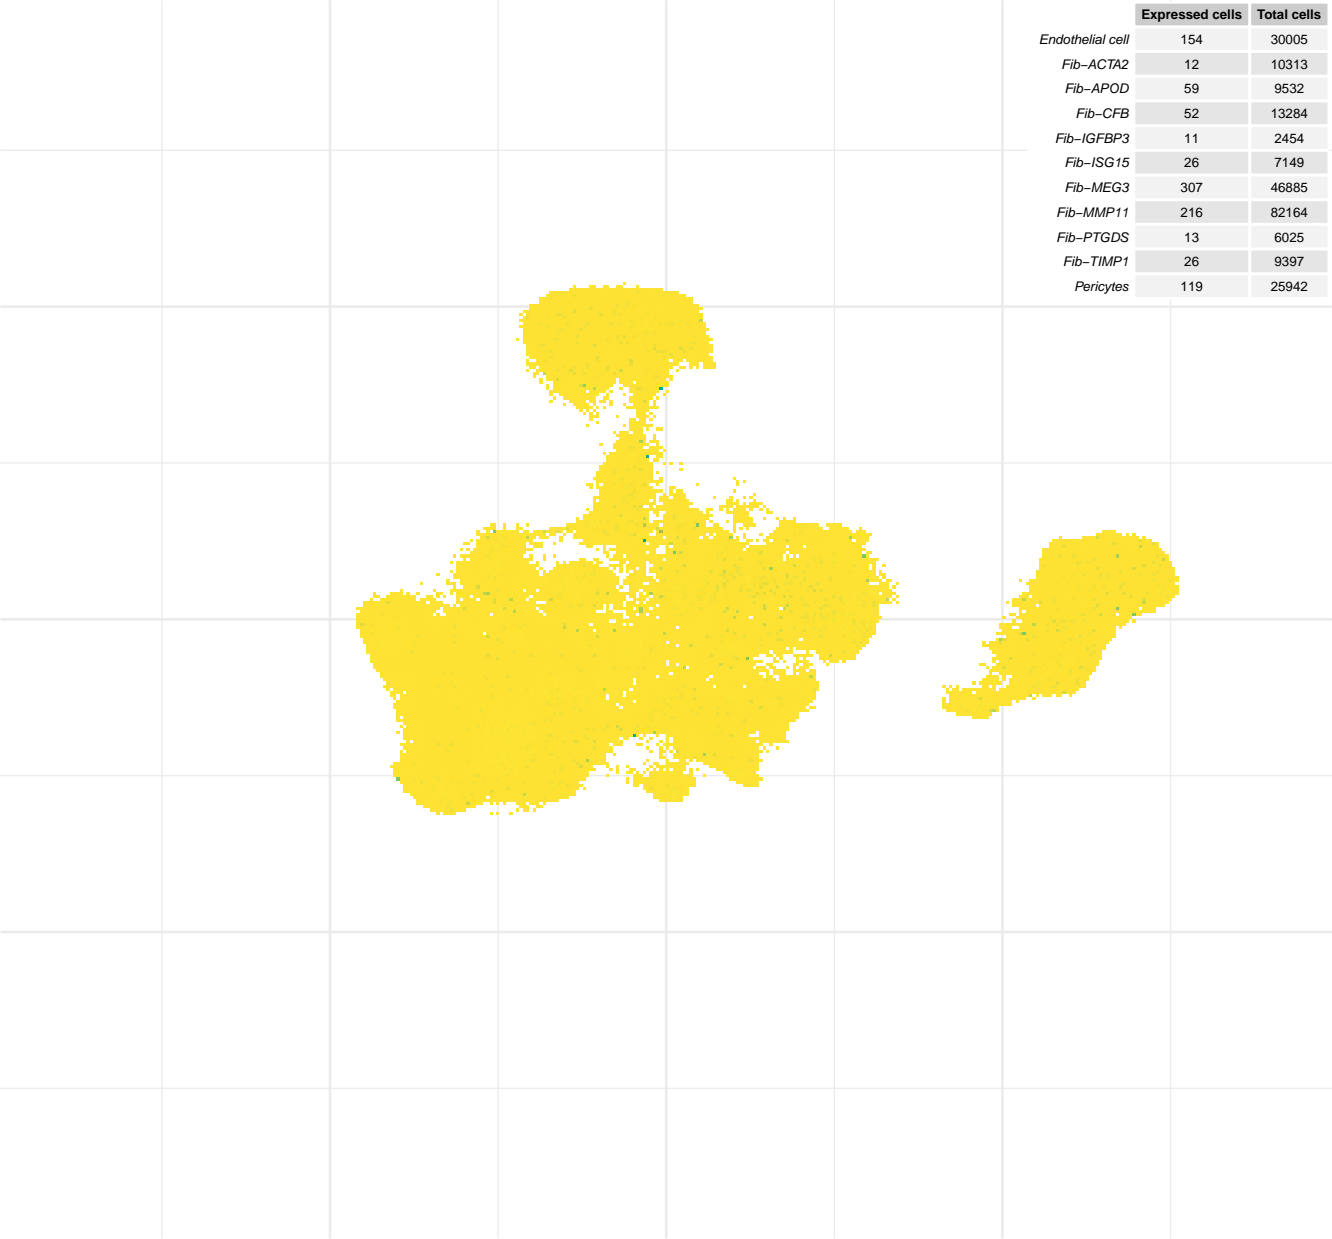 Expressed cells Total cells
Endothelial cell 154 30005
Fib−ACTA2 12 10313
Fib−APOD 59 9532
Fib−CFB 52 13284
Fib−IGFBP3 11 2454
Fib−ISG15 26 7149
Fib−MEG3 307 46885
Fib−MMP11 216 82164
Fib−PTGDS 13 6025
Fib−TIMP1 26 9397
Pericytes 119 25942